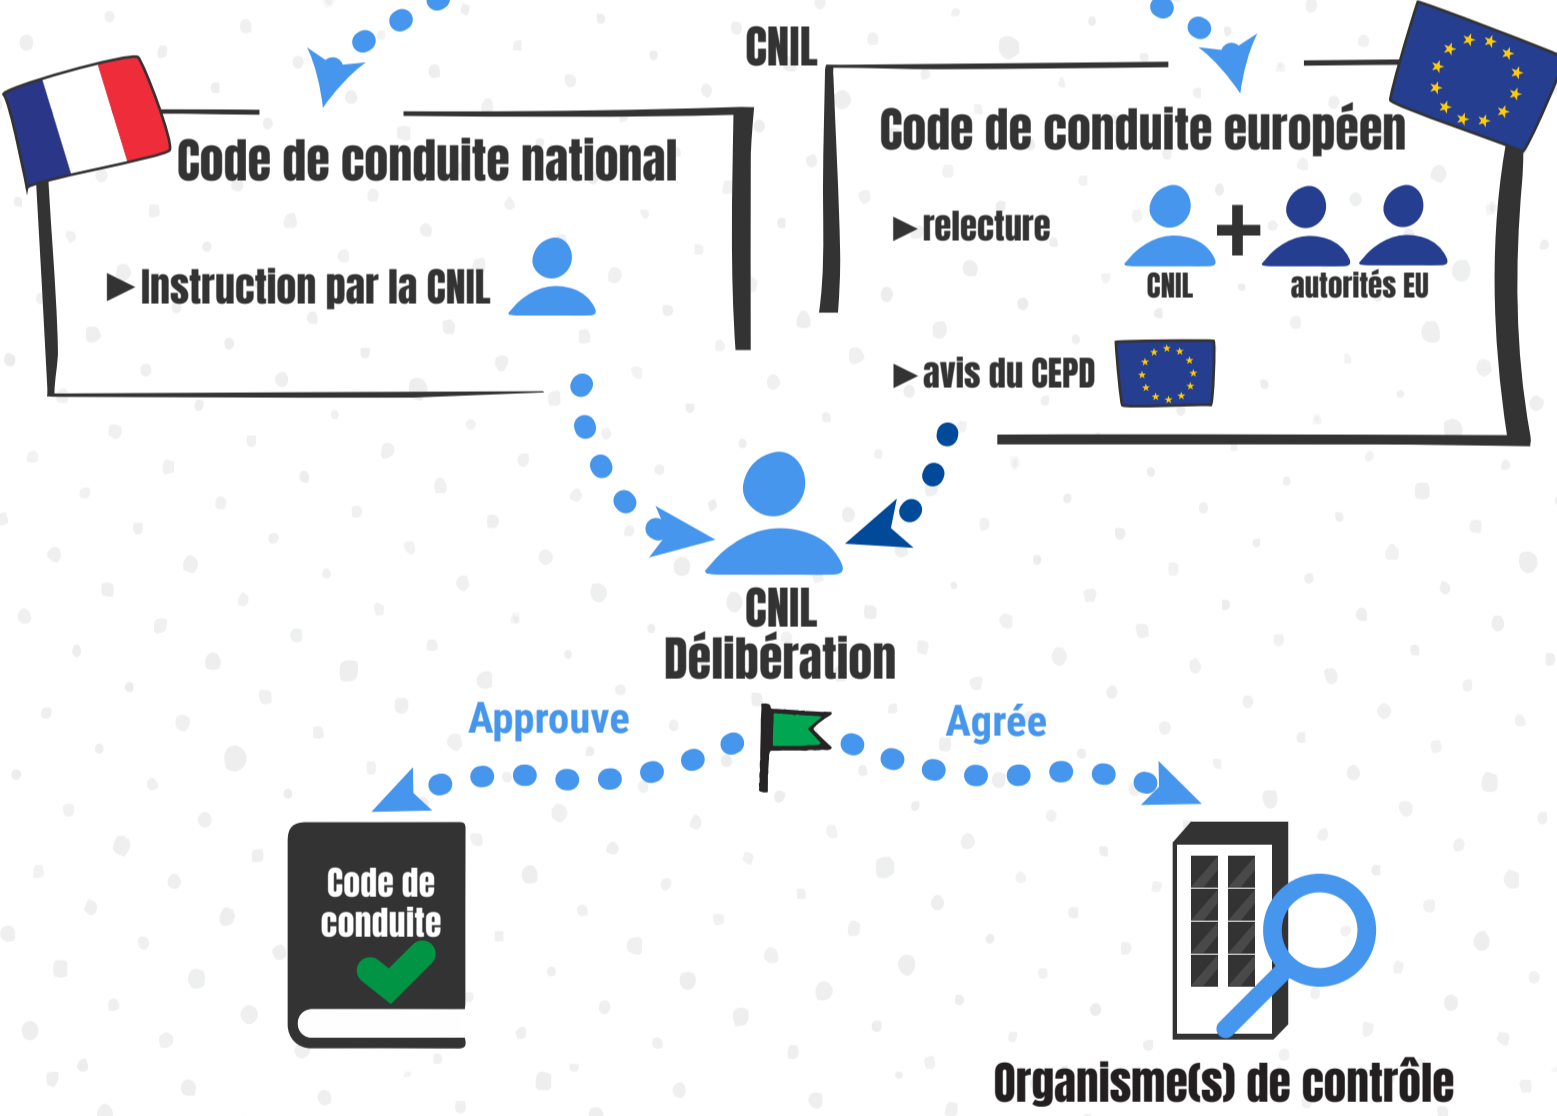 CNIL
Code de conduite national
►Instruction par la CNIL
Code de conduite européen
►relecture
CNIL
autorités EU
►avis du CEPD
CNIL
Délibération
Approuve
Agrée
Code de
conduite
Organisme(s) de contrôle